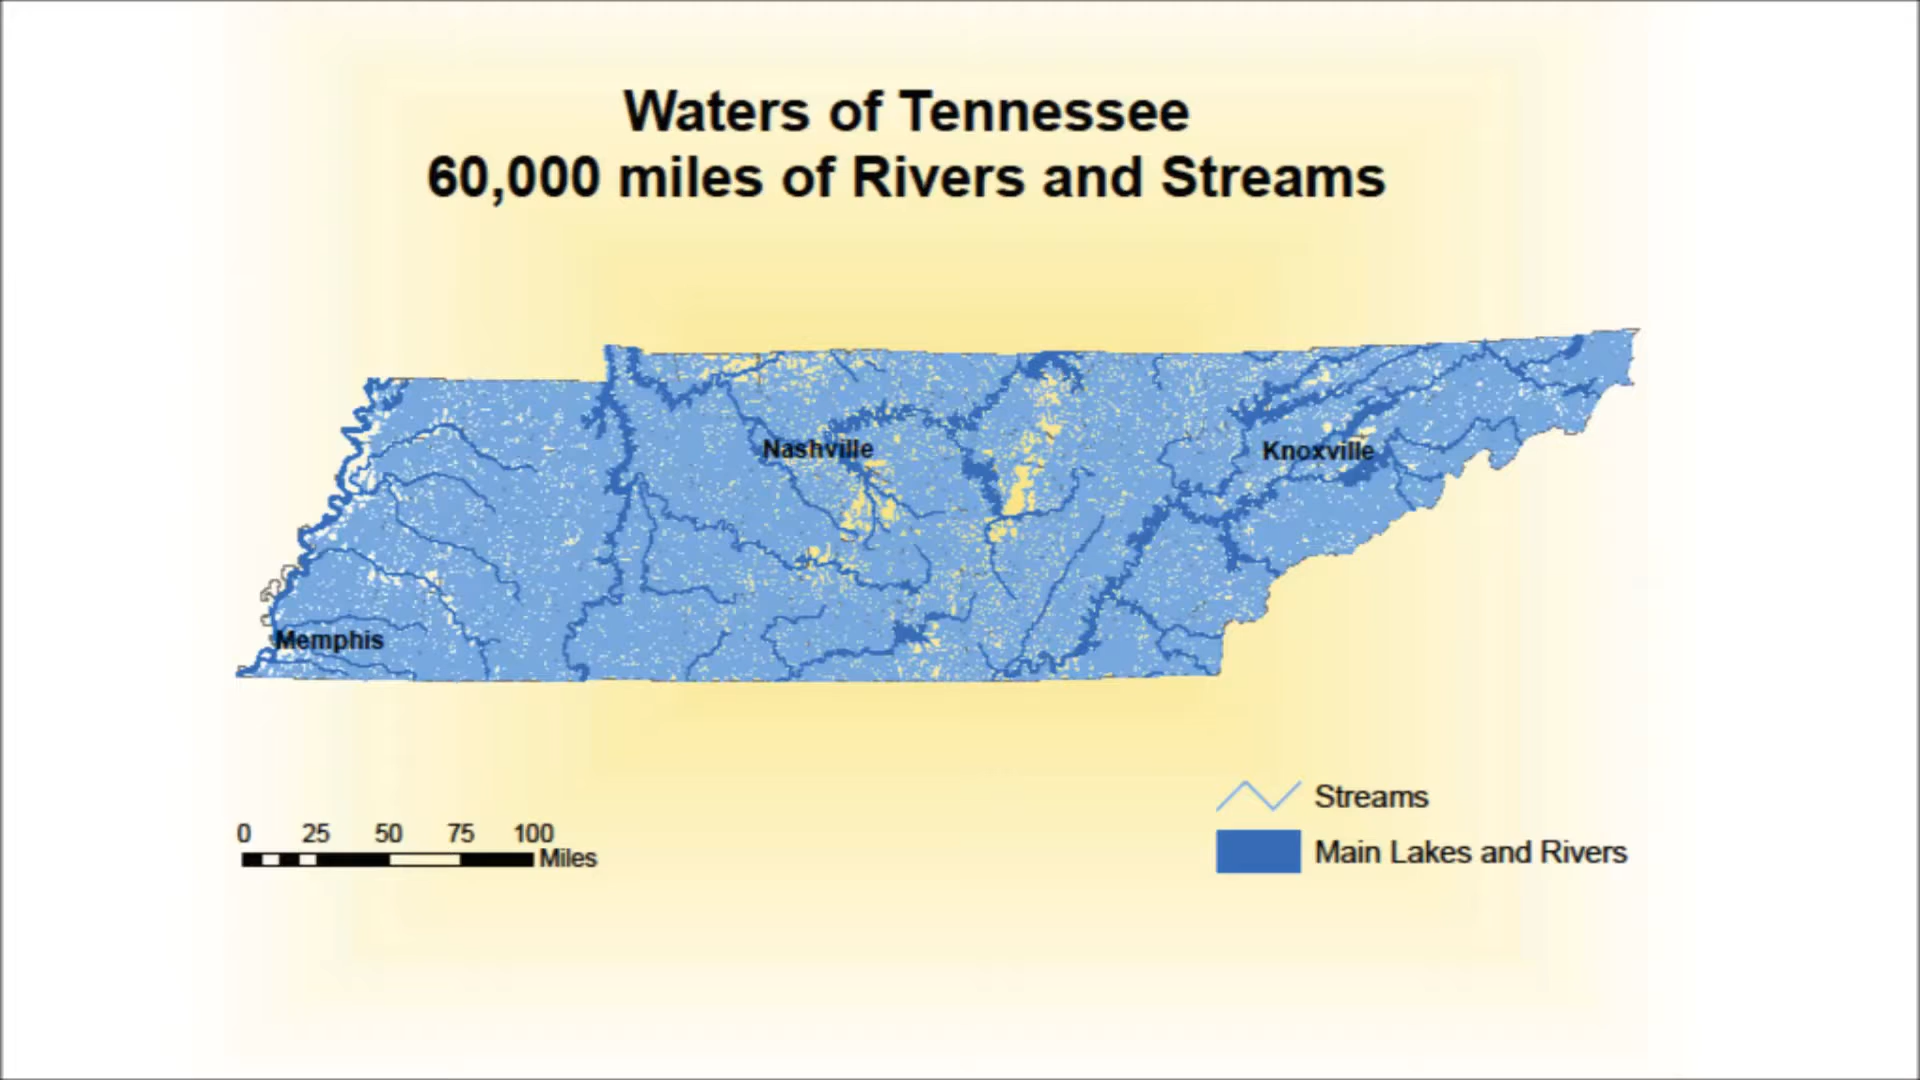 Waters of Tennessee
60,000 miles of Rivers and Streams
Nashville
Knoxville
Memphis
0 25 50 75 100
Miles
Streams
Main Lakes and Rivers